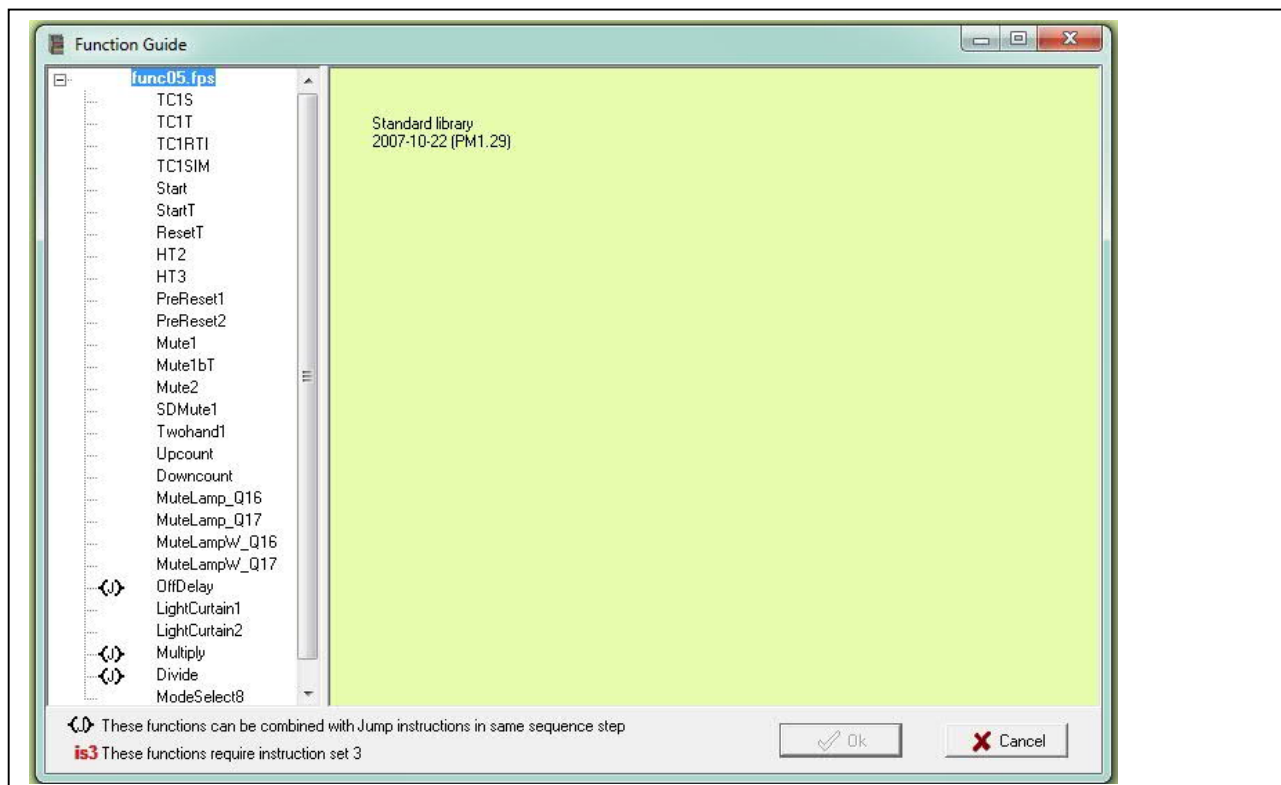 Function Guide
func05.fps
TC1S
TC1T
TC1RTI
TC1SIM
Start
StartT
ResetT
HT2
HT3
PreReset1
PreReset2
Mute1
Mute1bT
Mute2
SDMute1
Twohand1
Upcount
Downcount
MuteLamp_Q16
MuteLamp_Q17
MuteLampW_Q16
MuteLampW_Q17
{J} OffDelay
LightCurtain1
LightCurtain2
{J} Multiply
{J} Divide
ModeSelect8
Standard library
2007-10-22 (PM1.29)
{J} These functions can be combined with Jump instructions in same sequence step
is3 These functions require instruction set 3
Ok
Cancel